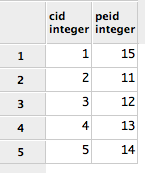 cid peid
integer integer
1 1 15
2 2 11
3 3 12
4 4 13
5 5 14